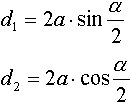 d₁ = 2a · sin α/2
d₂ = 2a · cos α/2